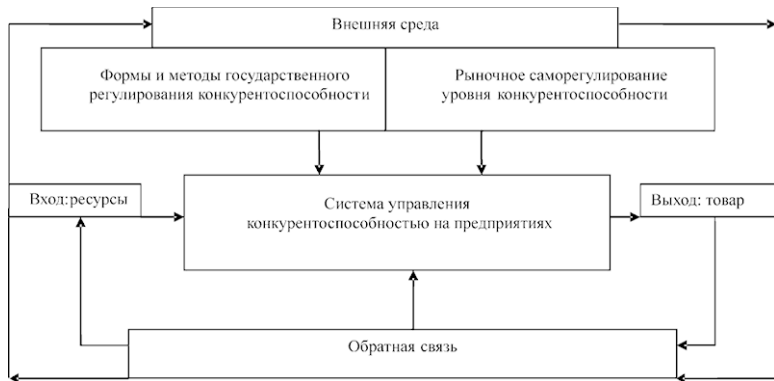 Внешняя среда
Формы и методы государственного
регулирования конкурентоспособности
Рыночное саморегулирование
уровня конкурентоспособности
Вход:ресурсы
Система управления
конкурентоспособностью на предприятиях
Выход: товар
Обратная связь